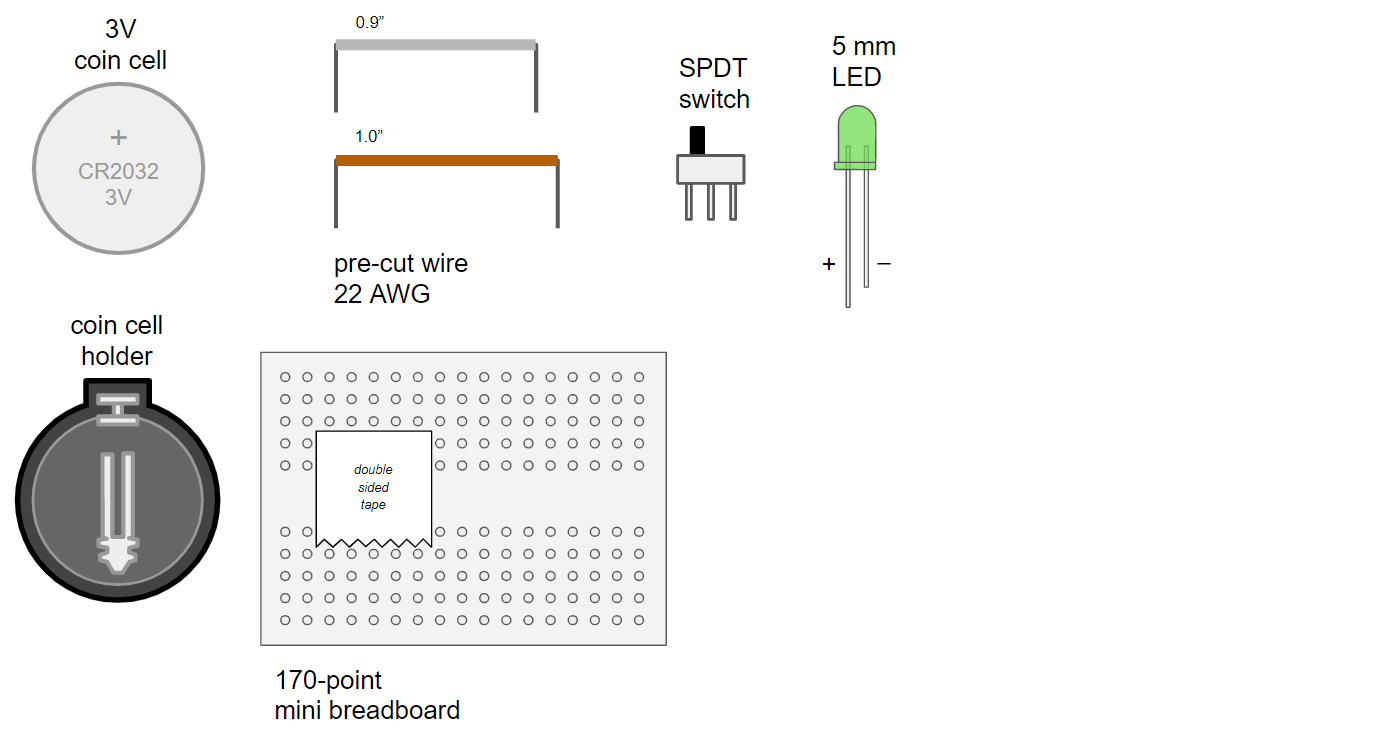 3V
coin cell
+
CR2032
3V
0.9”
1.0”
pre-cut wire
22 AWG
SPDT
switch
5 mm
LED
+ –
coin cell
holder
double
sided
tape
170-point
mini breadboard